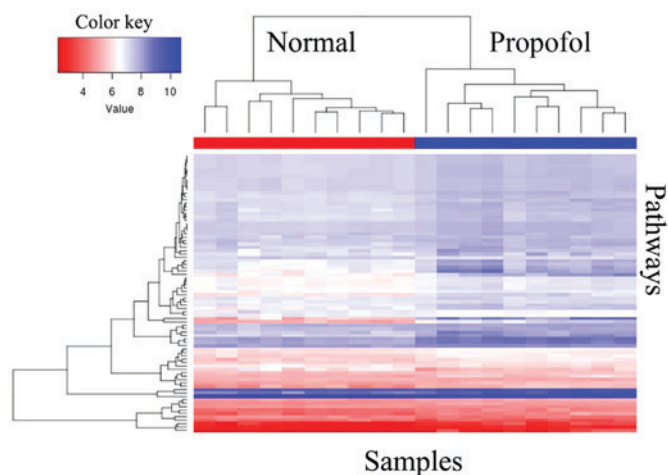 Color key
4 6 8 10
Value
Normal
Propofol
Pathways
Samples